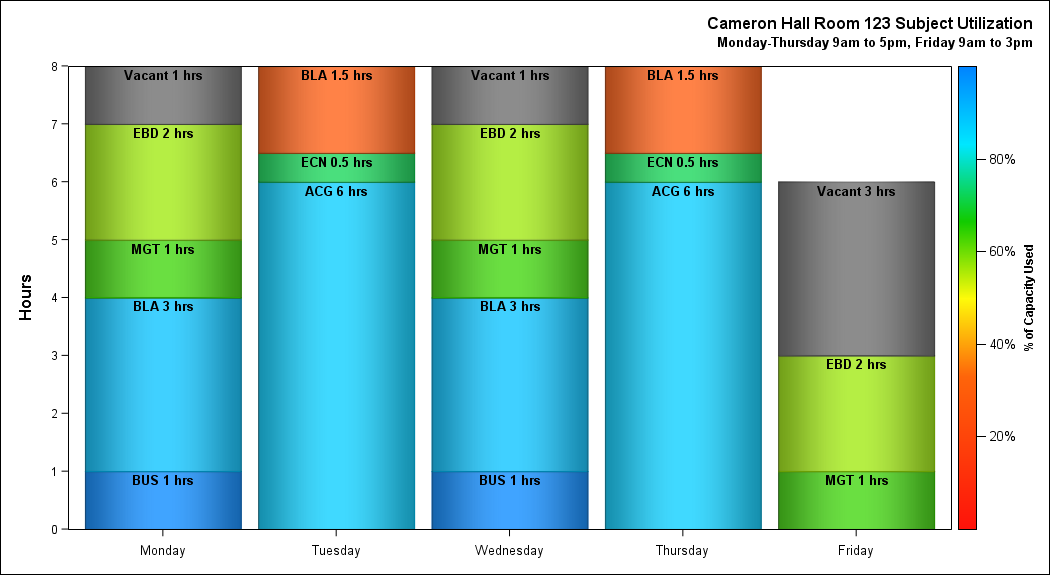 Cameron Hall Room 123 Subject Utilization
Monday-Thursday 9am to 5pm, Friday 9am to 3pm
Hours
8
7
6
5
4
3
2
1
0
Vacant 1 hrs
EBD 2 hrs
MGT 1 hrs
BLA 3 hrs
BUS 1 hrs
BLA 1.5 hrs
ECN 0.5 hrs
ACG 6 hrs
Vacant 1 hrs
EBD 2 hrs
MGT 1 hrs
BLA 3 hrs
BUS 1 hrs
BLA 1.5 hrs
ECN 0.5 hrs
ACG 6 hrs
Vacant 3 hrs
EBD 2 hrs
MGT 1 hrs
Monday
Tuesday
Wednesday
Thursday
Friday
80%
60%
40%
20%
% of Capacity Used